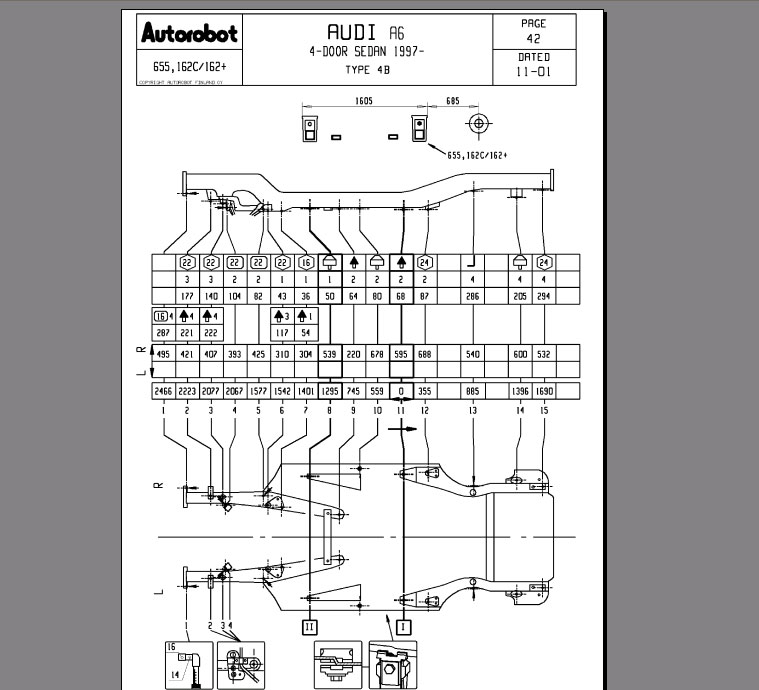 Autorobot
655,162C/162+
COPYRIGHT AUTOROBOT FINLAND OY
AUDI A6
4-DOOR SEDAN 1997-
TYPE 4B
PAGE
42
DATED
11-01
1605 685
655,162C/162+
22 22 22 22 22 16 24 24
3 3 2 2 1 1 1 2 2 2 2 4 4 4
177 140 104 82 43 36 50 64 80 68 87 286 205 294
16 4 4 4 3 1
287 221 222 117 54
R
L
495 421 407 393 425 310 304 539 220 678 595 688 540 600 532
2466 2223 2077 2067 1577 1542 1401 1295 745 559 0 355 885 1396 1690
1 2 3 4 5 6 7 8 9 10 11 12 13 14 15
R
L
1 2 3 4
II I
16
14